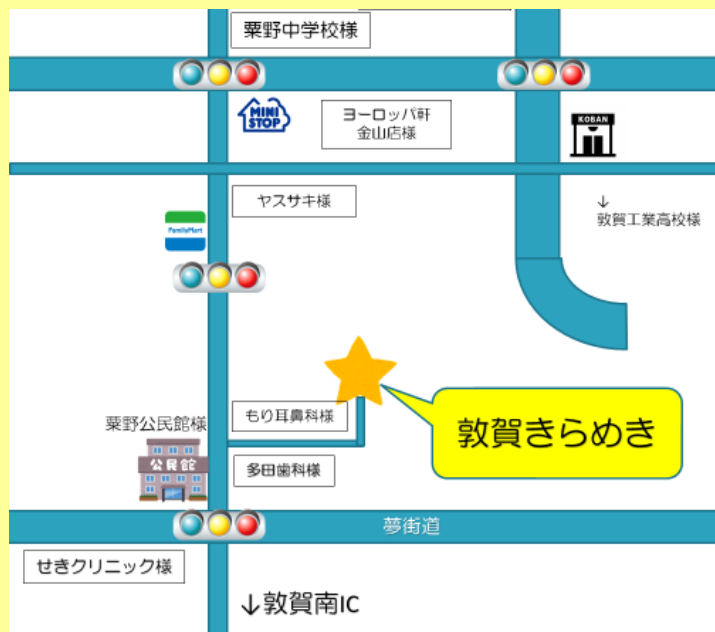 粟野中学校様
MINI
STOP
ヨーロッパ軒
金山店様
KOBAN
ヤスサキ様
↓
敦賀工業高校様
FamilyMart
もり耳鼻科様
粟野公民館様
敦賀きらめき
公民館
多田歯科様
夢街道
せきクリニック様
↓敦賀南IC